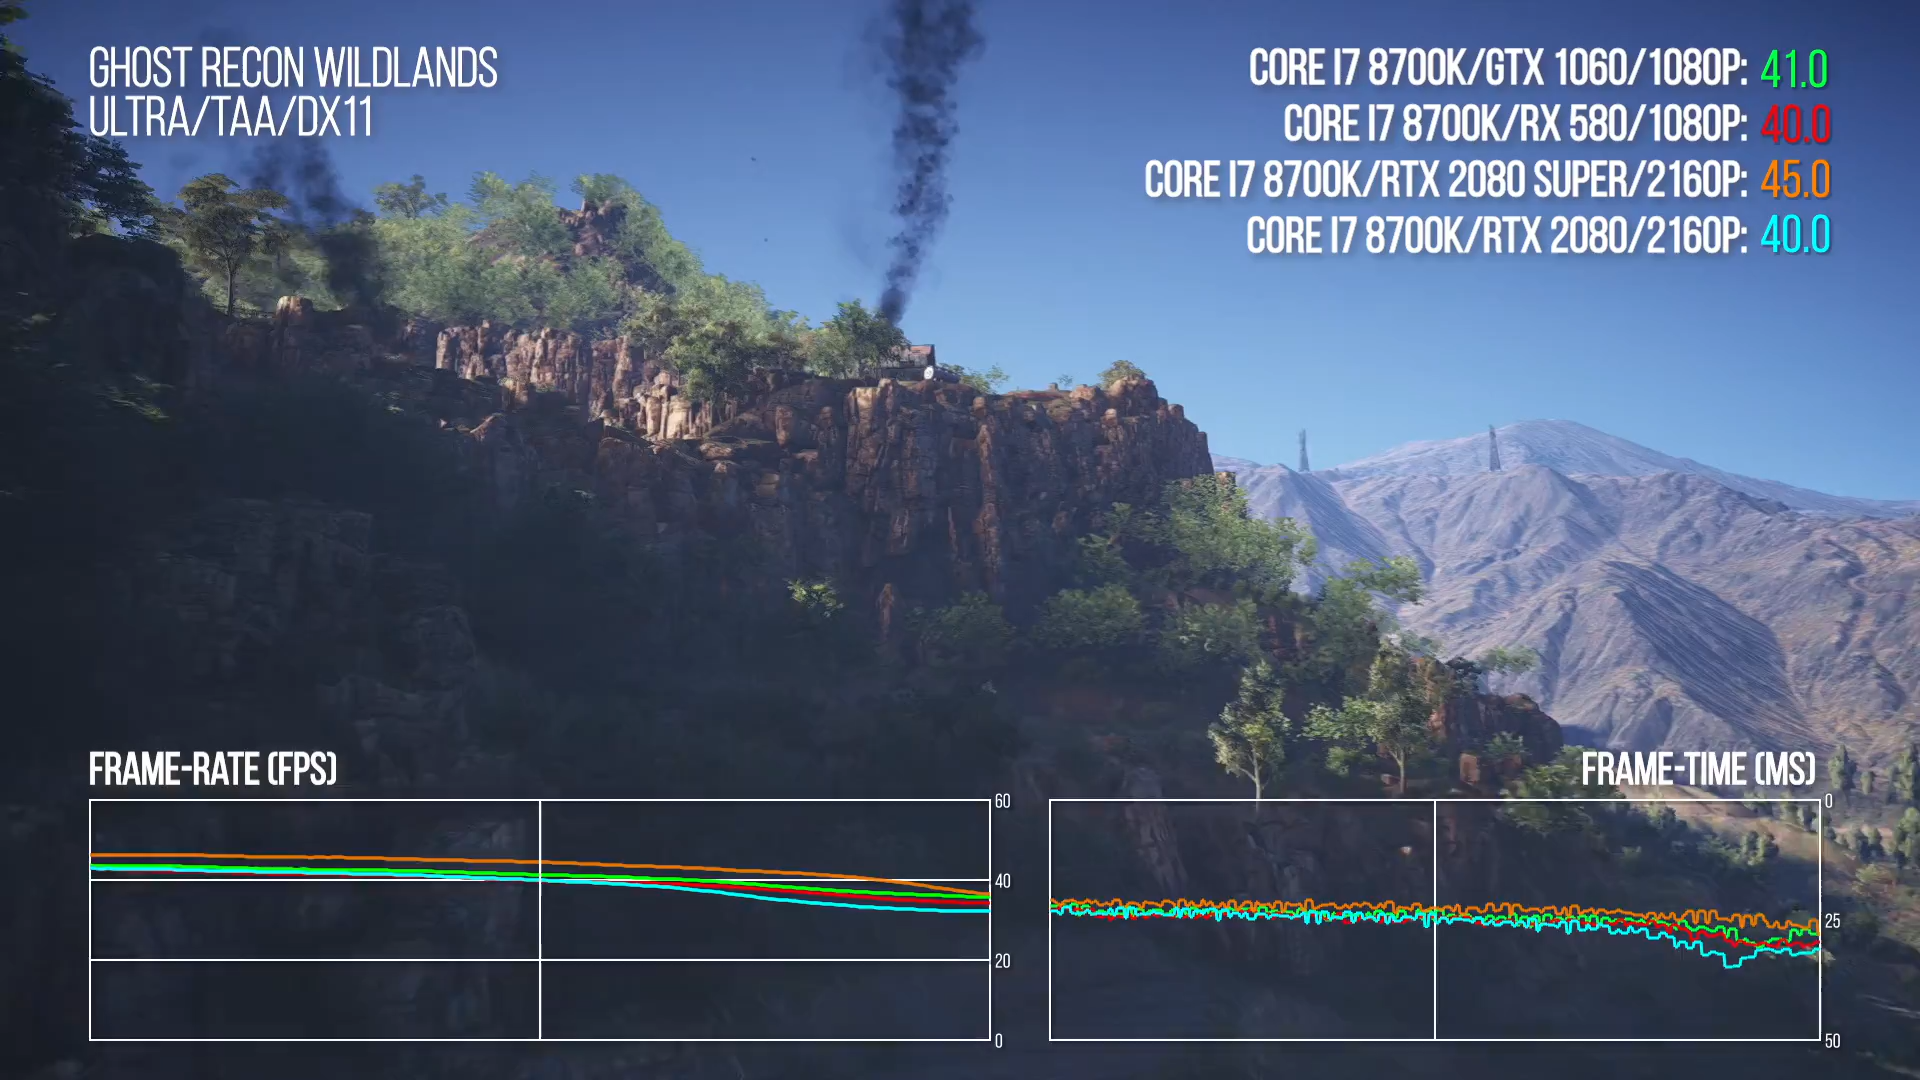 GHOST RECON WILDLANDS
ULTRA/TAA/DX11
CORE I7 8700K/GTX 1060/1080P: 41.0
CORE I7 8700K/RX 580/1080P: 40.0
CORE I7 8700K/RTX 2080 SUPER/2160P: 45.0
CORE I7 8700K/RTX 2080/2160P: 40.0
FRAME-RATE (FPS)
60
40
20
0
FRAME-TIME (MS)
0
25
50